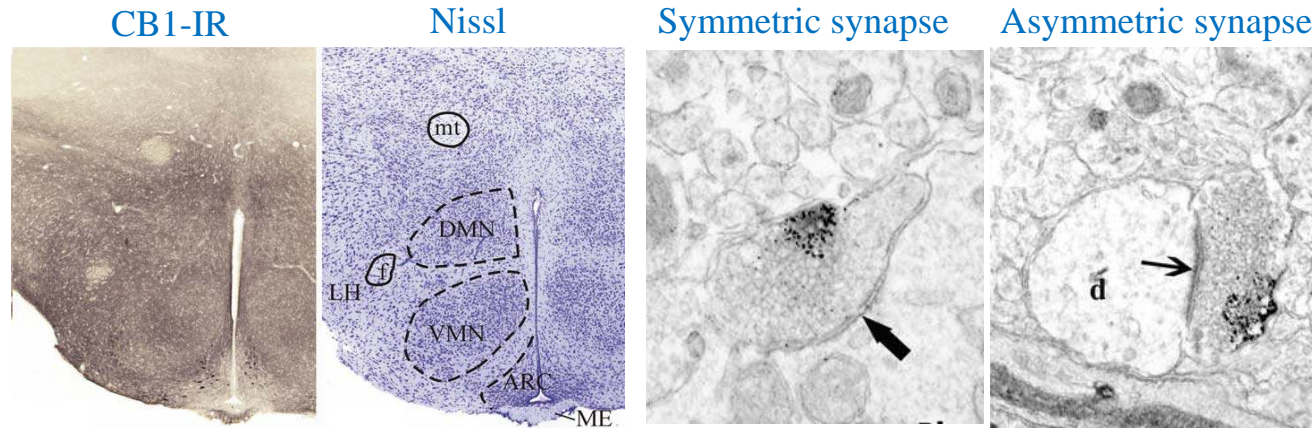 CB1-IR
Nissl
Symmetric synapse
Asymmetric synapse
mt
DMN
f
LH
VMN
ARC
ME
d